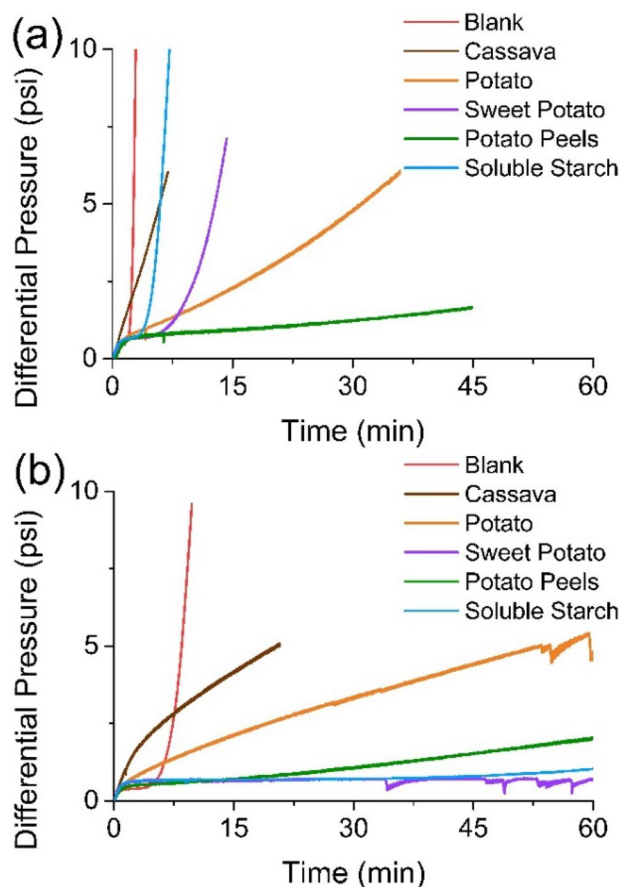 (a)
Blank
Cassava
Potato
Sweet Potato
Potato Peels
Soluble Starch
Differential Pressure (psi)
10
5
0
0 15 30 45 60
Time (min)
(b)
Blank
Cassava
Potato
Sweet Potato
Potato Peels
Soluble Starch
Differential Pressure (psi)
10
5
0
0 15 30 45 60
Time (min)